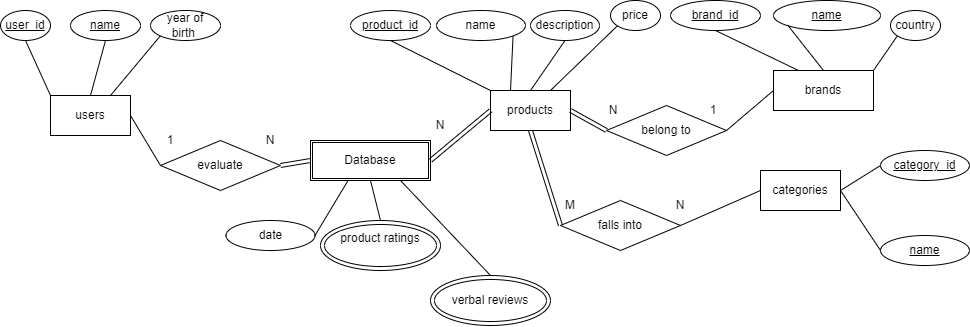 user_id
name
year of
birth
product_id
name
description
price
brand_id
name
country
users
products
brands
1
N
evaluate
Database
N
N
1
belong to
date
product ratings
verbal reviews
M
N
falls into
categories
category_id
name